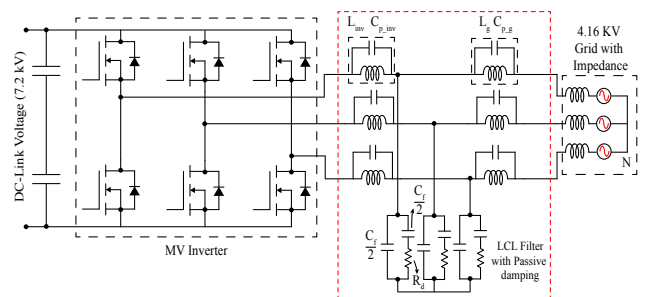 L_inv C_p_inv
L_g C_p_g
4.16 KV
Grid with
Impedance
DC-Link Voltage (7.2 kV)
N
C_f
2
C_f
2
R_d
LCL Filter
with Passive
damping
MV Inverter